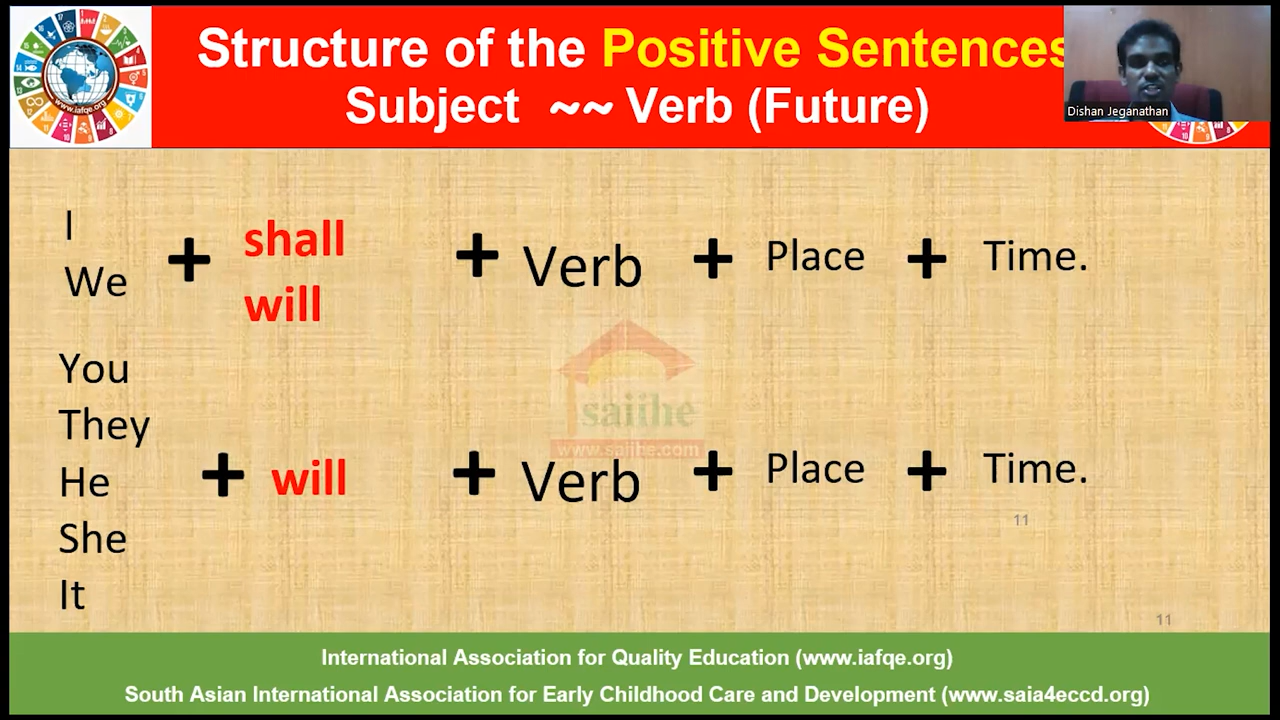 Structure of the Positive Sentences
Subject ~~ Verb (Future)
Dishan Jeganathan
www.iafqe.org
I
We
+
shall
will
+ Verb + Place + Time.
You
They
He
She
It
+ will + Verb + Place + Time.
saiihe
www.saiihe.com
11
11
International Association for Quality Education (www.iafqe.org)
South Asian International Association for Early Childhood Care and Development (www.saia4eccd.org)